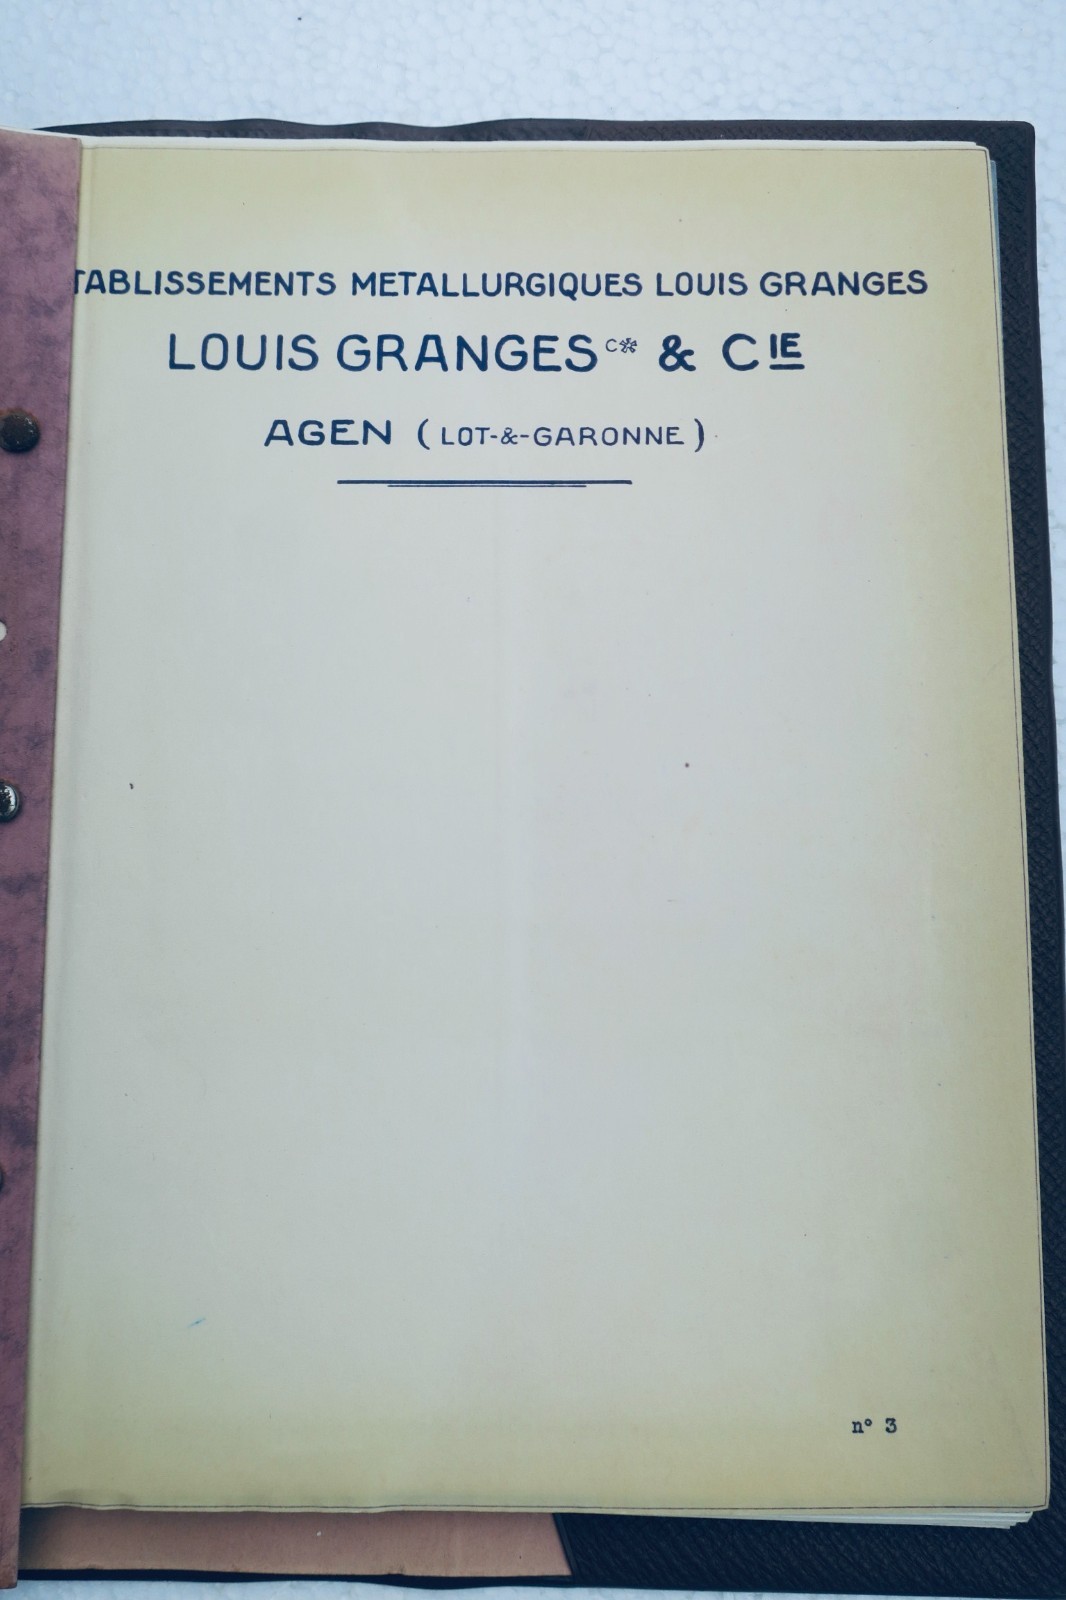 TABLISSEMENTS METALLURGIQUES LOUIS GRANGES
LOUIS GRANGES C** & CIE
AGEN (LOT-&-GARONNE)
n° 3